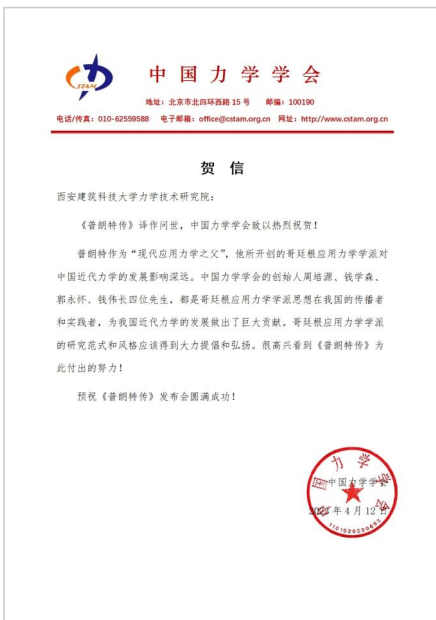 CSTAM
中国力学学会
地址：北京市北四环西路 15 号 邮编：100190
电话/传真：010-62559588 电子邮箱：office@cstam.org.cn 网址：http://www.cstam.org.cn
贺 信
西安建筑科技大学力学技术研究院：
《普朗特传》译作问世，中国力学学会致以热烈祝贺！
普朗特作为“现代应用力学之父”，他所开创的哥廷根应用力学学派对
中国近代力学的发展影响深远。中国力学学会的创始人周培源、钱学森、
郭永怀、钱伟长四位先生，都是哥廷根应用力学学派思想在我国的传播者
和实践者，为我国近代力学的发展做出了巨大贡献。哥廷根应用力学学派
的研究范式和风格应该得到大力提倡和弘扬。很高兴看到《普朗特传》为
此付出的努力！
预祝《普朗特传》发布会圆满成功！
中国力学学会
中国力学学会
年 4 月 12 日